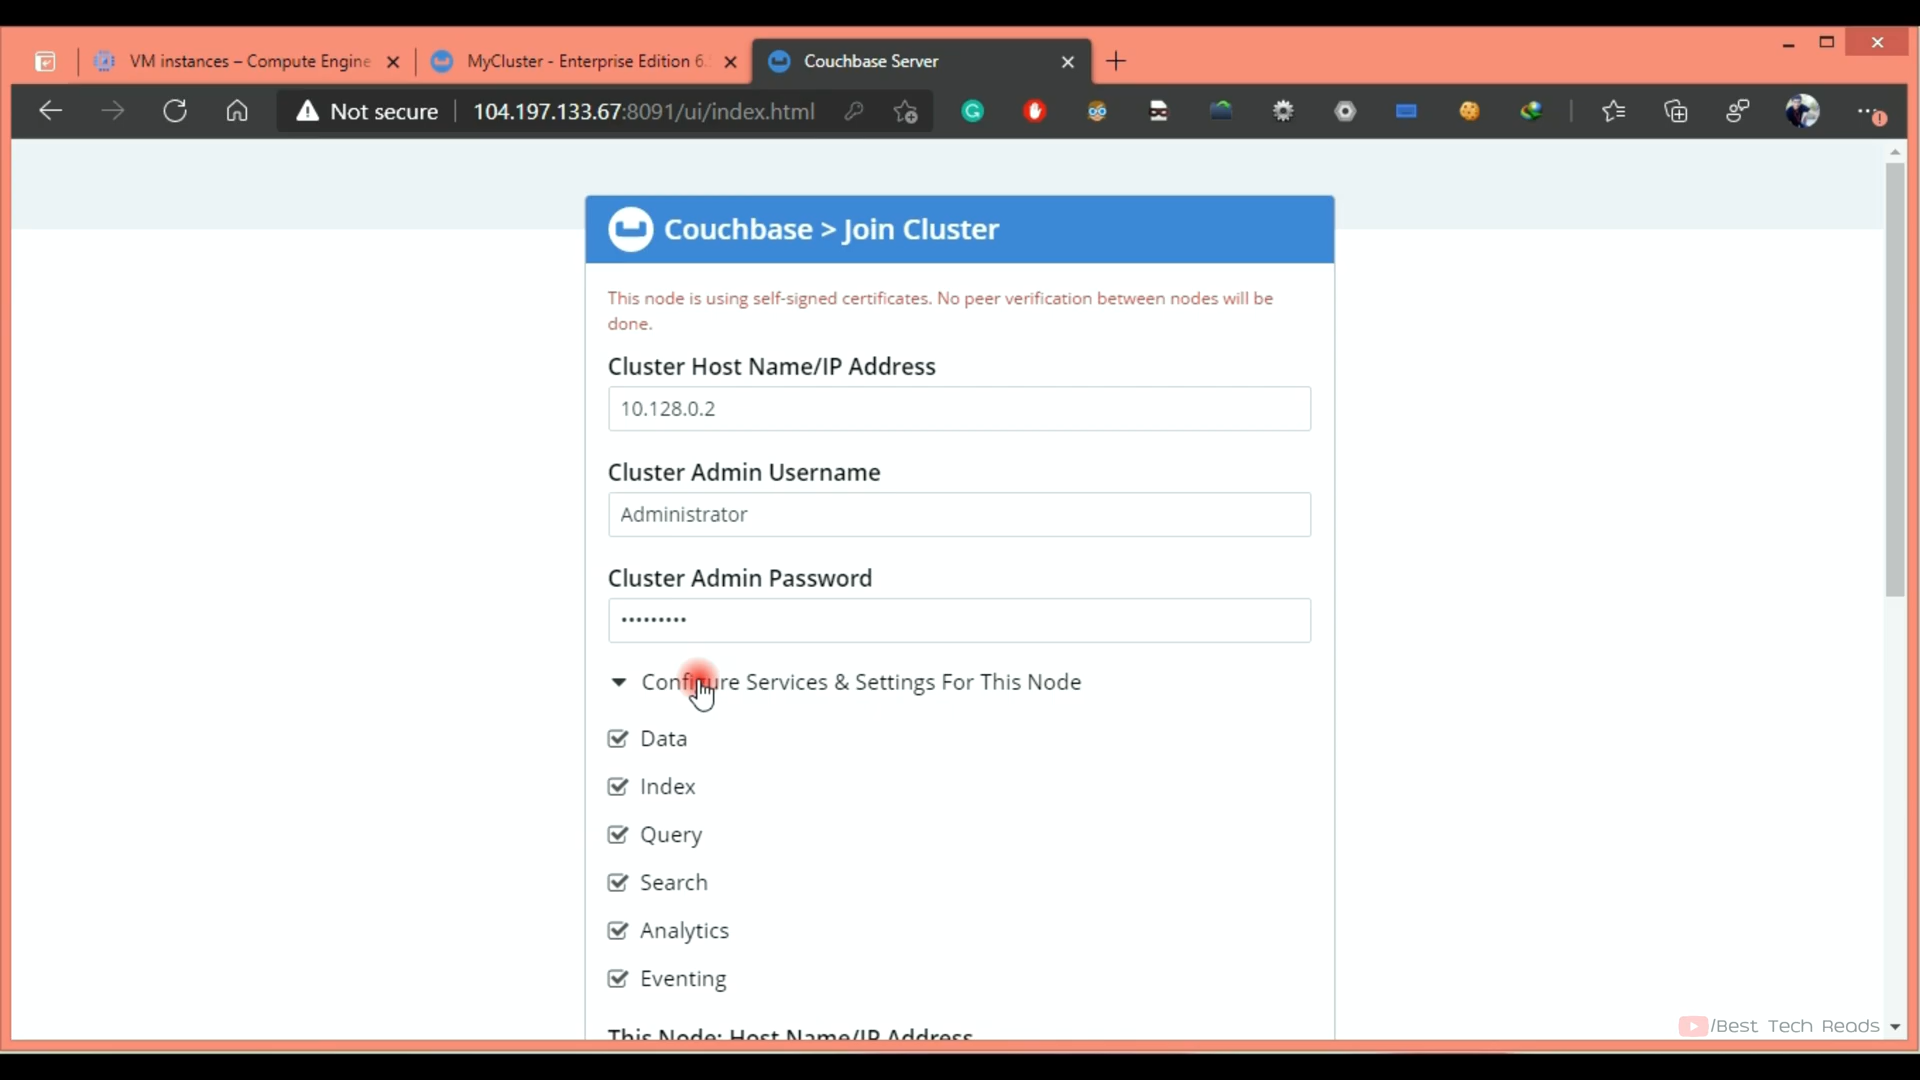 VM instances – Compute Engine
MyCluster - Enterprise Edition 6.
Couchbase Server
Not secure
104.197.133.67:8091/ui/index.html
Couchbase > Join Cluster
This node is using self-signed certificates. No peer verification between nodes will be
done.
Cluster Host Name/IP Address
10.128.0.2
Cluster Admin Username
Administrator
Cluster Admin Password
•••••••••
Configure Services & Settings For This Node
Data
Index
Query
Search
Analytics
Eventing
This Node: Host Name/IP Address
/Best Tech Reads